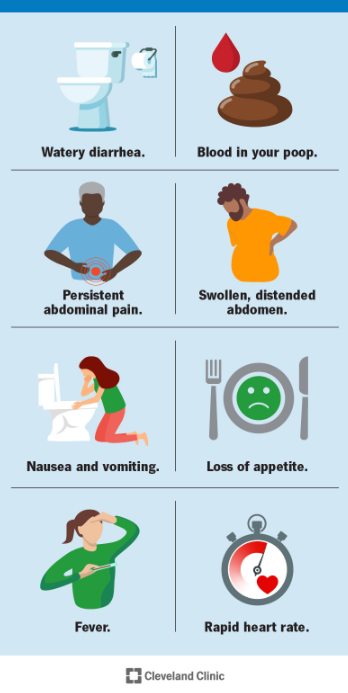 Watery diarrhea.
Blood in your poop.
Persistent
abdominal pain.
Swollen, distended
abdomen.
Nausea and vomiting.
Loss of appetite.
Fever.
Rapid heart rate.
Cleveland Clinic